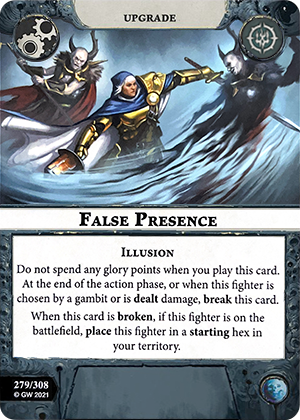 UPGRADE
FALSE PRESENCE
ILLUSION
Do not spend any glory points when you play this card.
At the end of the action phase, or when this fighter is
chosen by a gambit or is dealt damage, break this card.
When this card is broken, if this fighter is on the
battlefield, place this fighter in a starting hex in
your territory.
279/308
© GW 2021